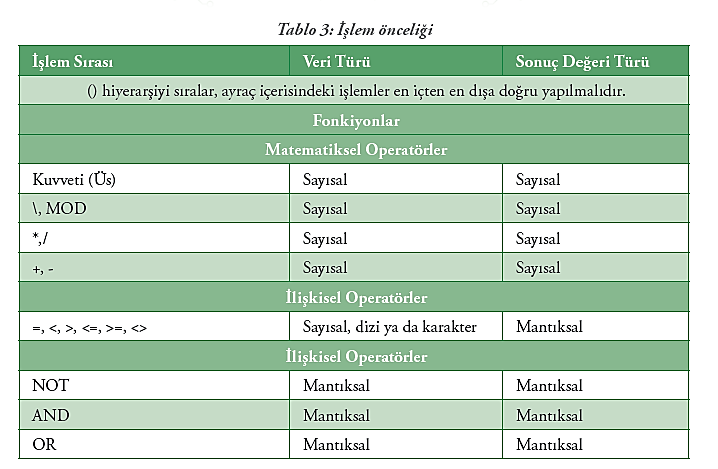 Tablo 3: İşlem önceliği
İşlem Sırası Veri Türü Sonuç Değeri Türü
() hiyerarşiyi sıralar, ayraç içerisindeki işlemler en içten en dışa doğru yapılmalıdır.
Fonkiyonlar
Matematiksel Operatörler
Kuvveti (Üs) Sayısal Sayısal
\, MOD Sayısal Sayısal
*,/ Sayısal Sayısal
+, - Sayısal Sayısal
İlişkisel Operatörler
=, <, >, <=, >=, <> Sayısal, dizi ya da karakter Mantıksal
İlişkisel Operatörler
NOT Mantıksal Mantıksal
AND Mantıksal Mantıksal
OR Mantıksal Mantıksal